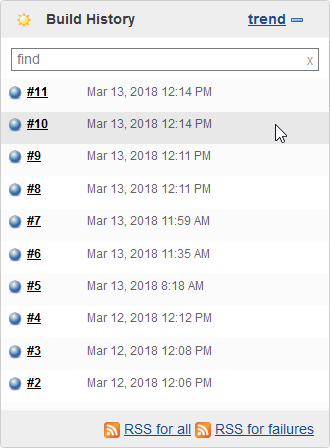 Build History trend
find x
#11 Mar 13, 2018 12:14 PM
#10 Mar 13, 2018 12:14 PM
#9 Mar 13, 2018 12:11 PM
#8 Mar 13, 2018 12:11 PM
#7 Mar 13, 2018 11:59 AM
#6 Mar 13, 2018 11:35 AM
#5 Mar 13, 2018 8:18 AM
#4 Mar 12, 2018 12:12 PM
#3 Mar 12, 2018 12:08 PM
#2 Mar 12, 2018 12:06 PM
RSS for all RSS for failures